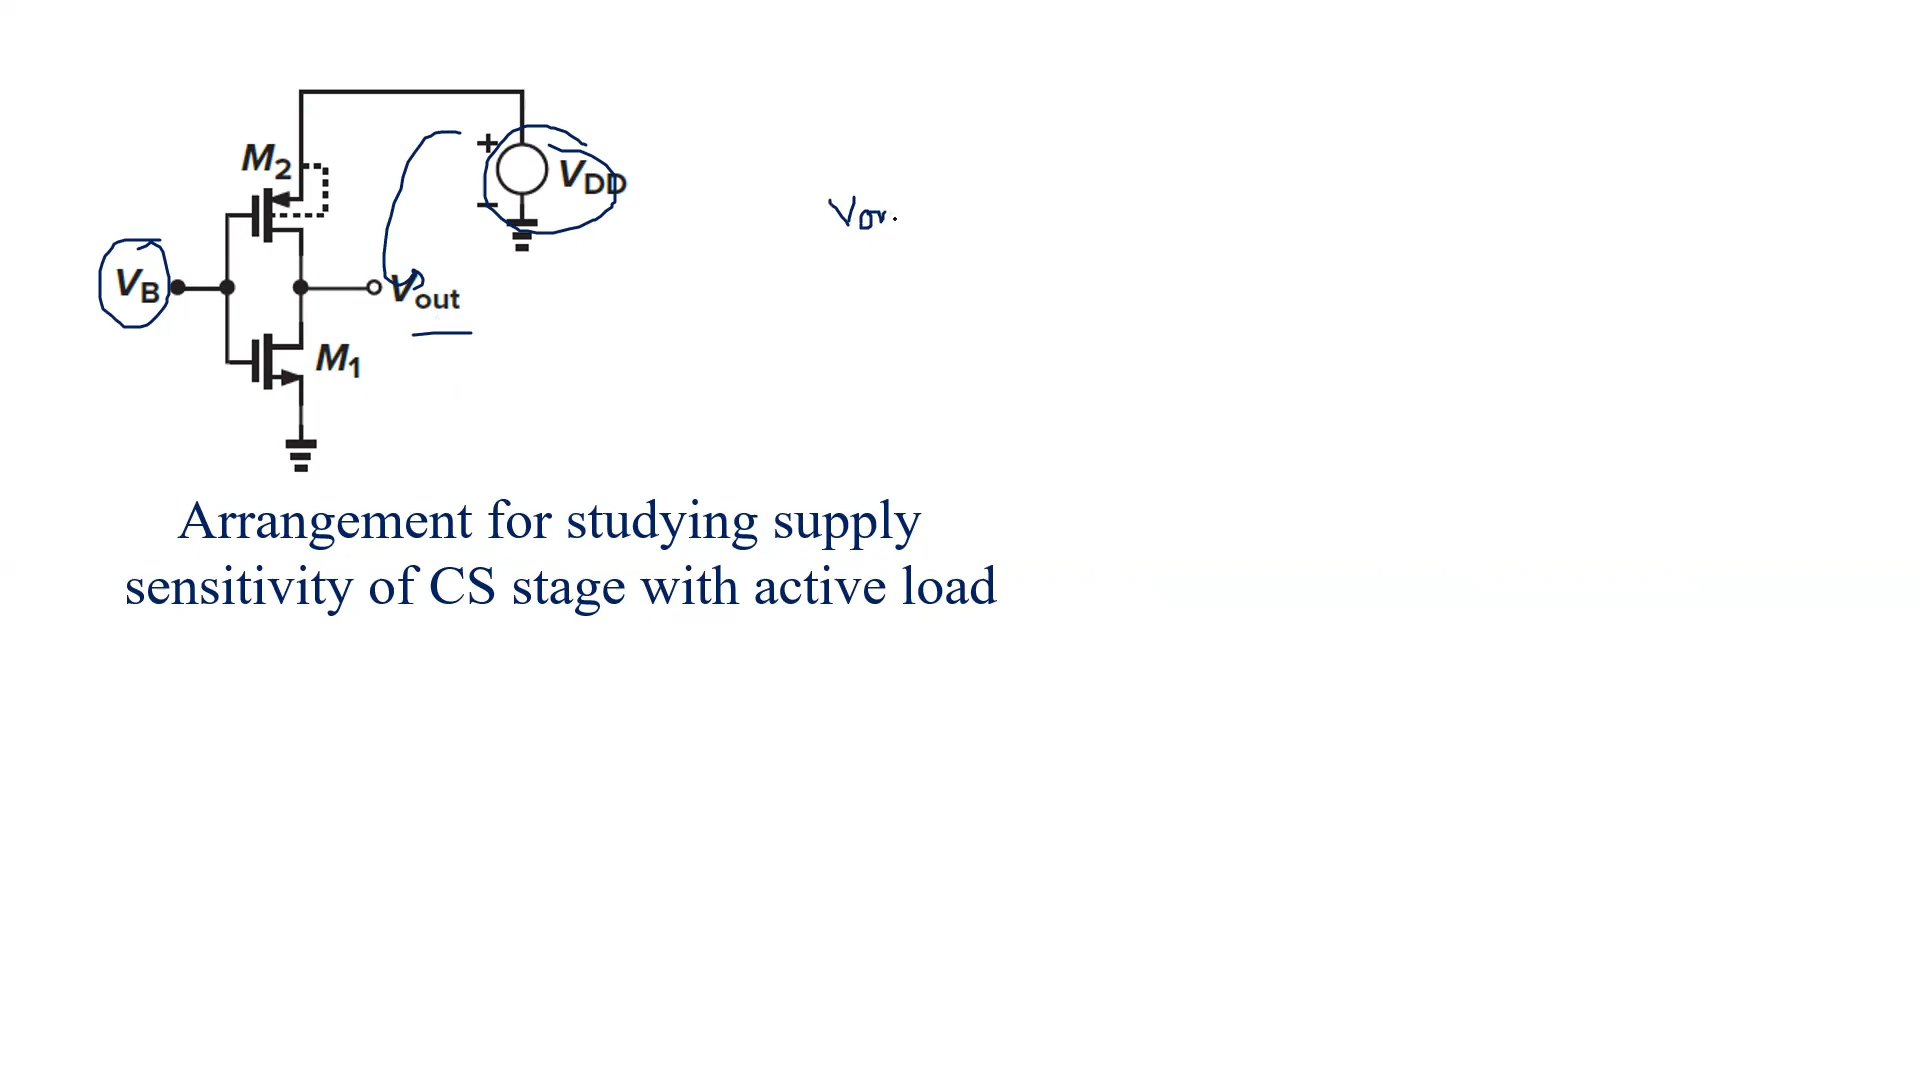 M2
+
VDD
−
VB
Vout
M1
Arrangement for studying supply
sensitivity of CS stage with active load